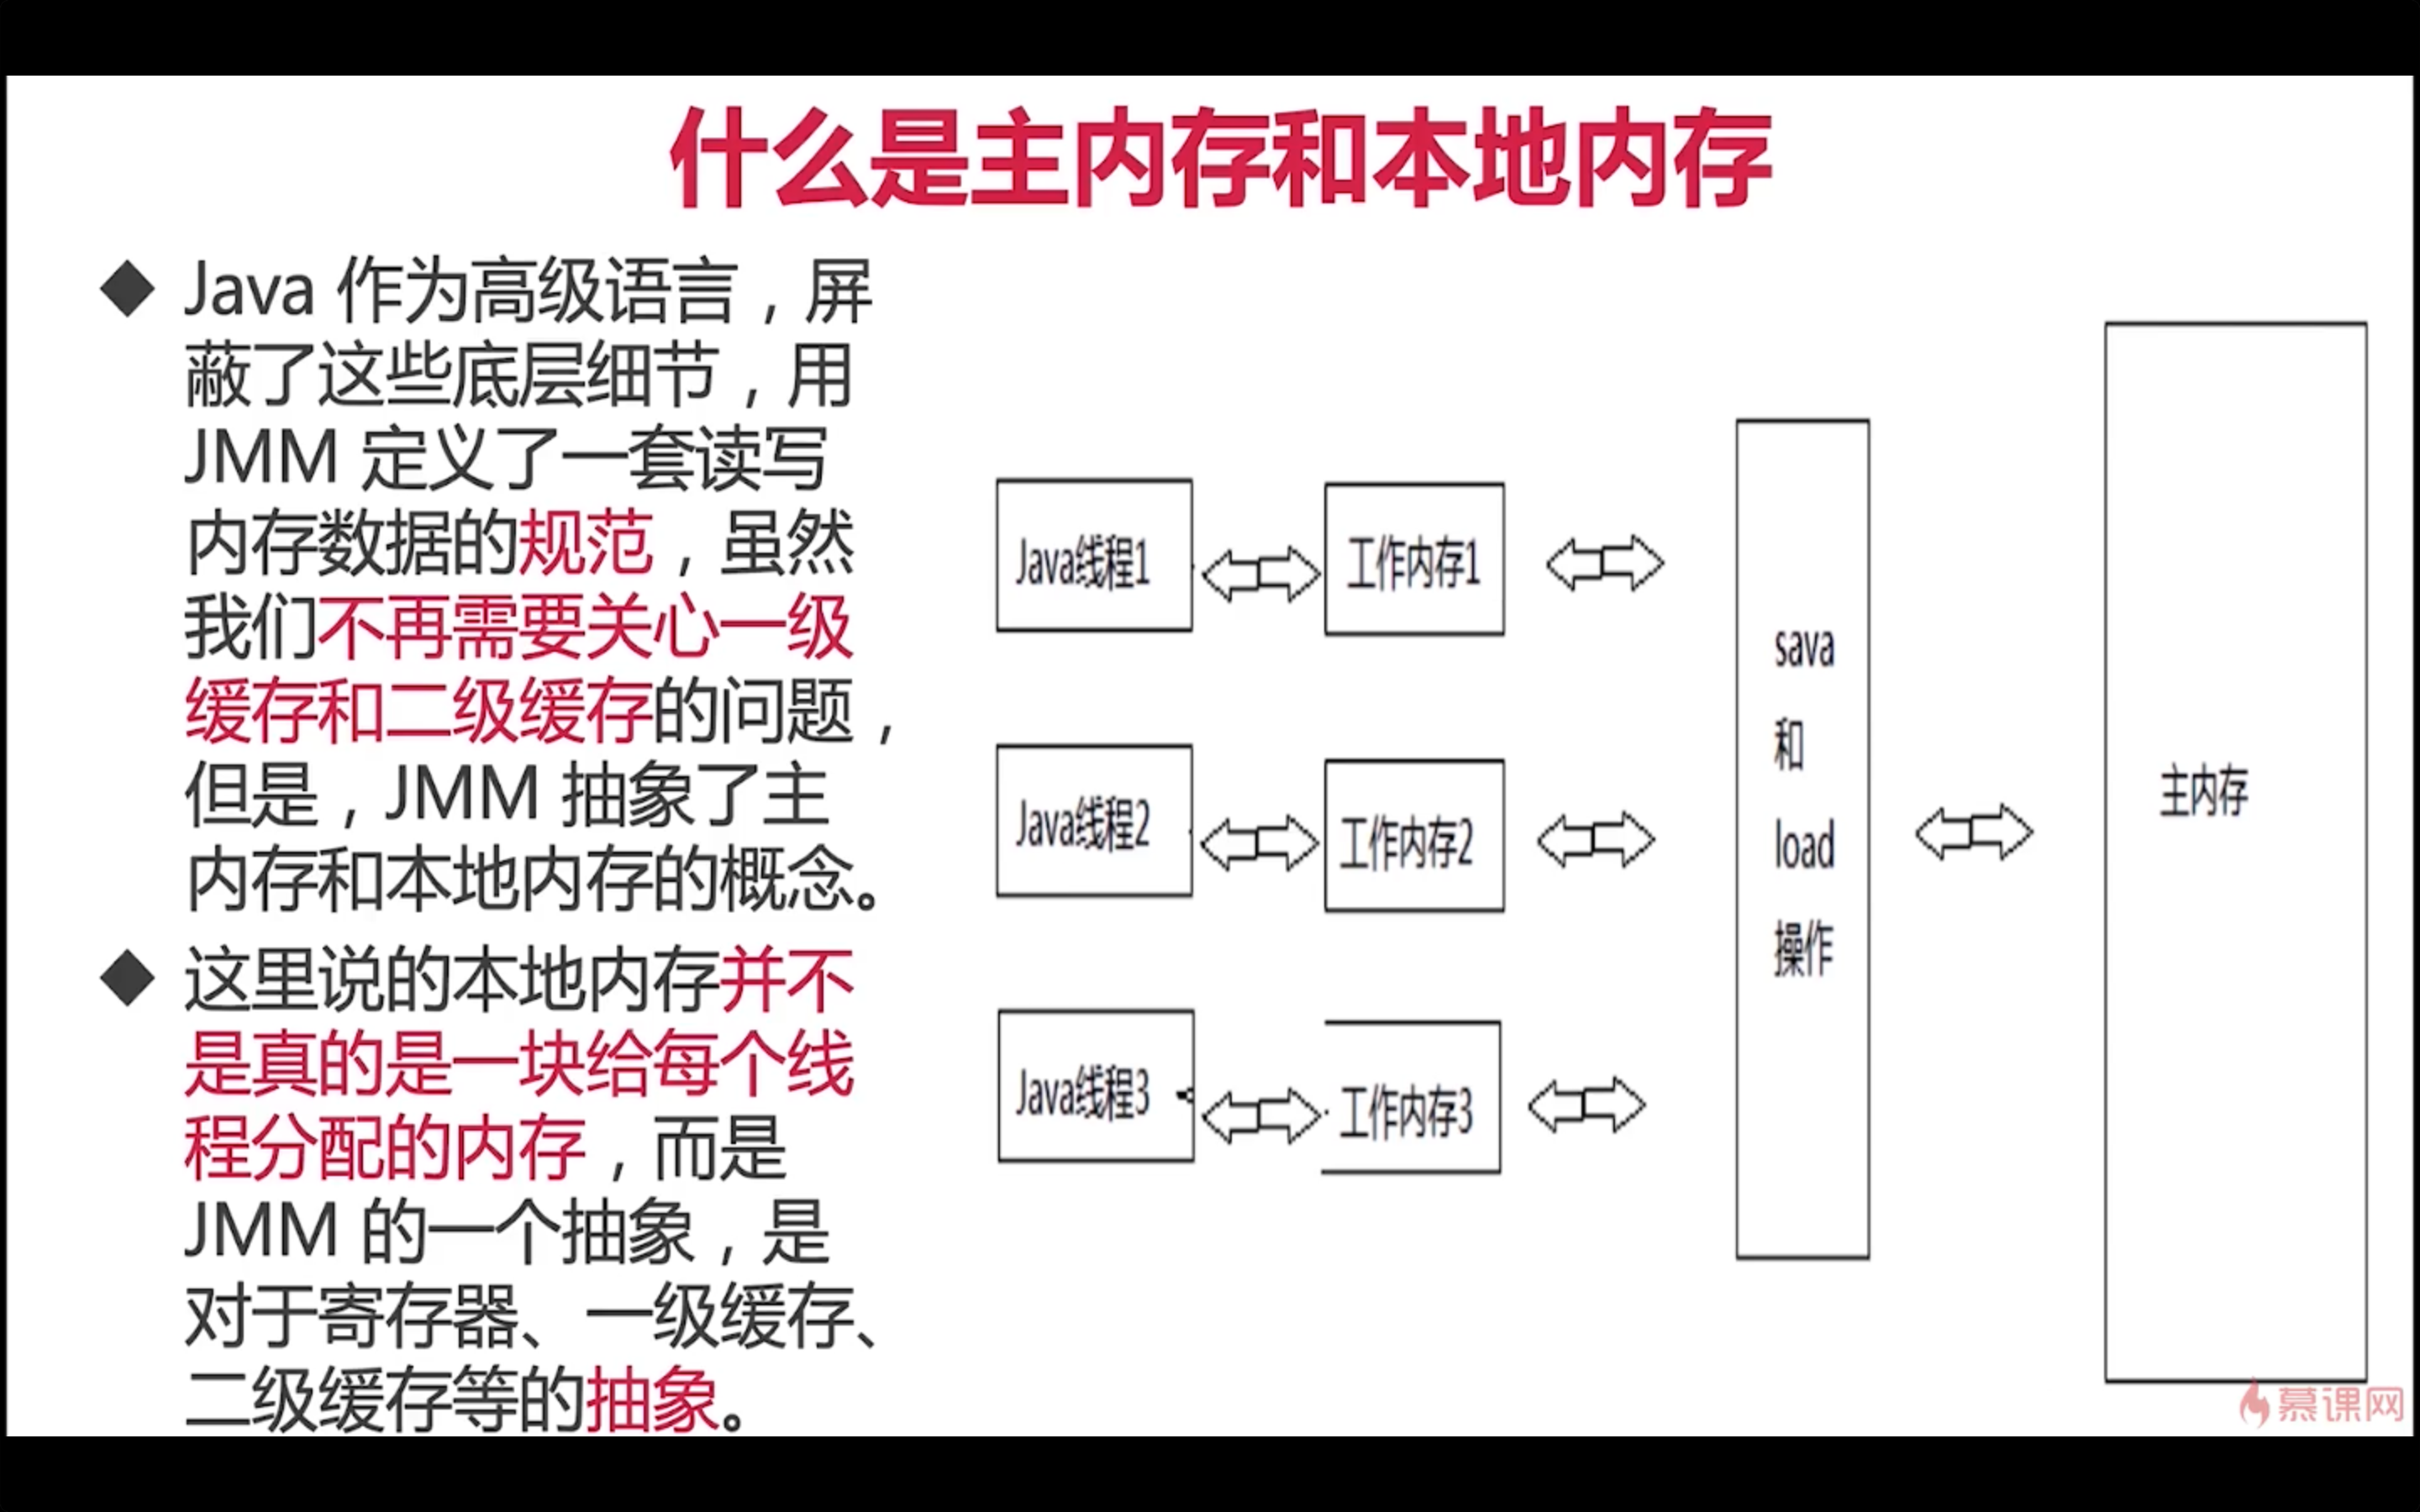 什么是主内存和本地内存
◆ Java 作为高级语言，屏
蔽了这些底层细节，用
JMM 定义了一套读写
内存数据的规范，虽然
我们不再需要关心一级
缓存和二级缓存的问题，
但是，JMM 抽象了主
内存和本地内存的概念。
◆ 这里说的本地内存并不
是真的是一块给每个线
程分配的内存，而是
JMM 的一个抽象，是
对于寄存器、一级缓存、
二级缓存等的抽象。
Java线程1
工作内存1
Java线程2
工作内存2
Java线程3
工作内存3
sava
和
load
操作
主内存
慕课网